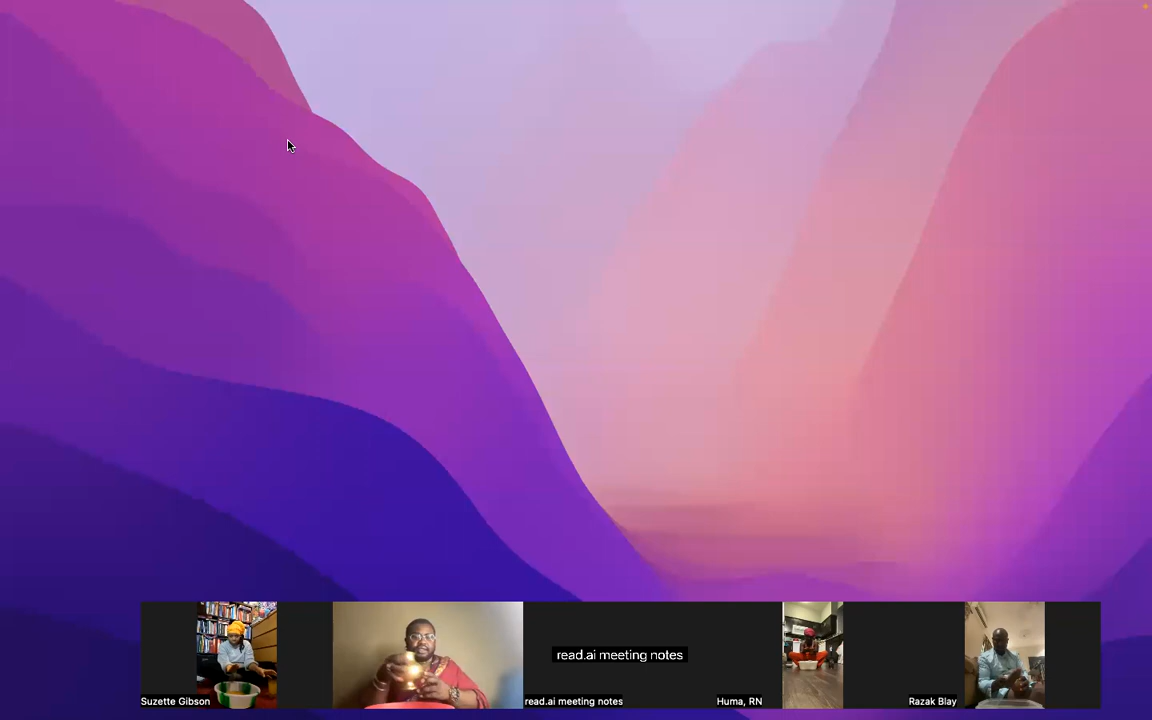 Suzette Gibson
read.ai meeting notes
read.ai meeting notes
Huma, RN
Razak Blay